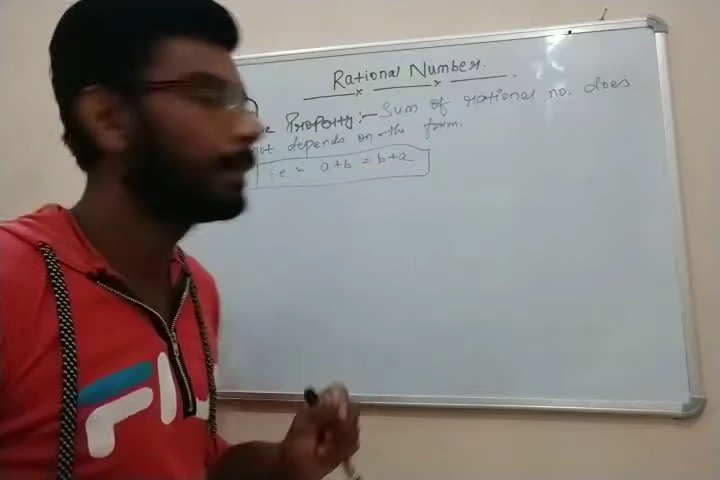 Rational Number.
Property :- Sum of rational no. does
not depends on the form.
i.e. a+b = b+a